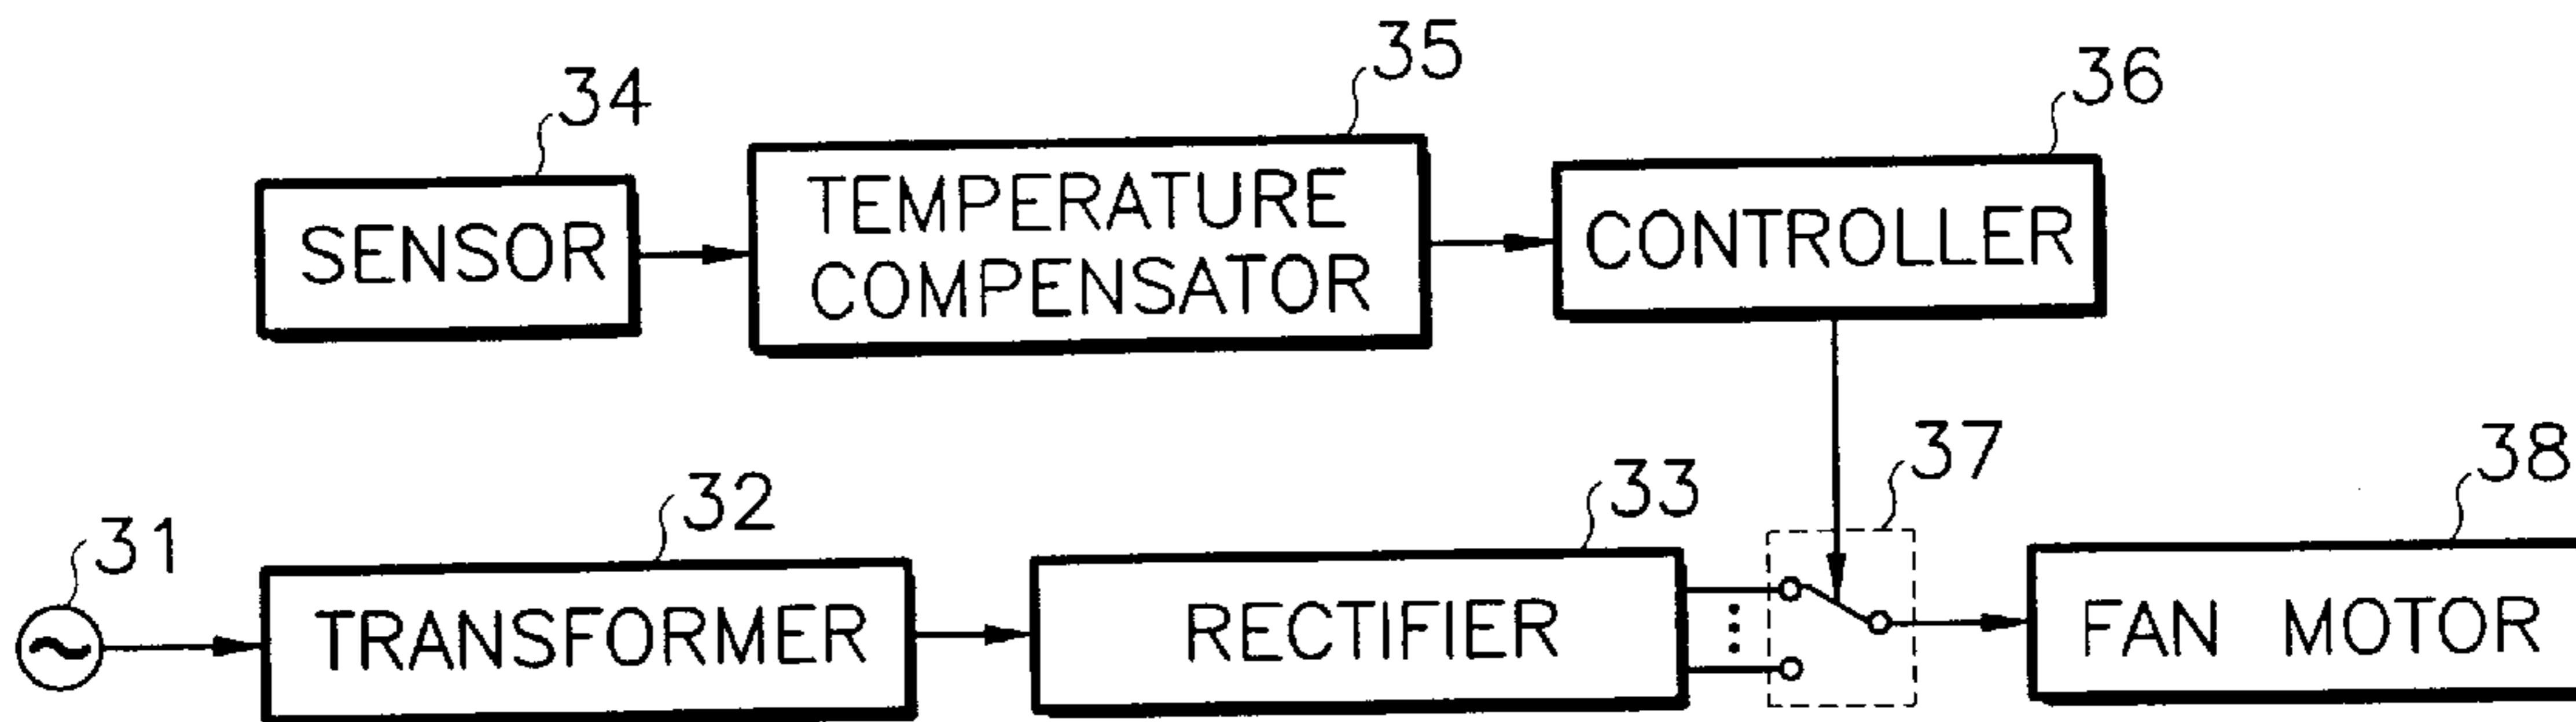 34
35
36
SENSOR
TEMPERATURE
COMPENSATOR
CONTROLLER
31
32
33
37
38
TRANSFORMER
RECTIFIER
FAN MOTOR